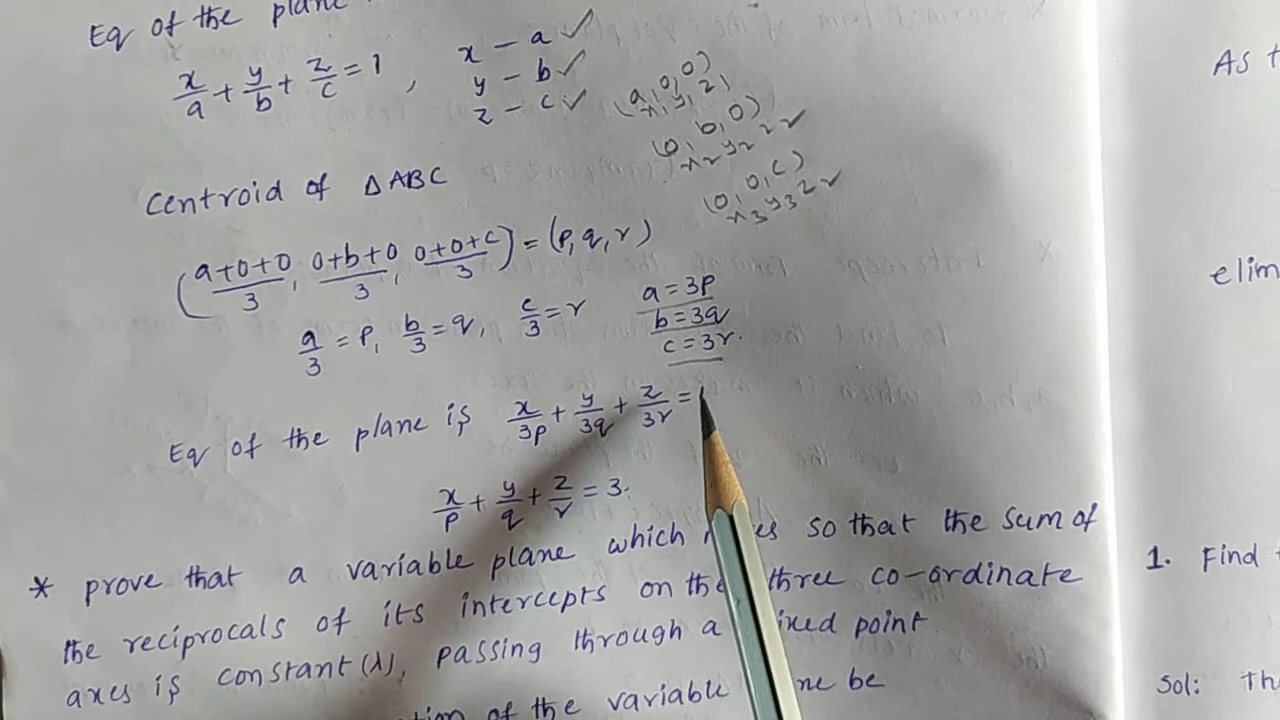 Eq of the plane
x/a + y/b + z/c = 1 , x - a ✓
y - b ✓
z - c ✓
(a,0,0)
x1 y1 z1
(0, b, 0)
x2 y2 z2
(0, 0, c)
x3 y3 z
Centroid of △ABC
((a+0+0)/3, (0+b+0)/3, (0+0+c)/3) = (p, q, r)
a/3 = p, b/3 = q, c/3 = r
a = 3p
b = 3q
c = 3r.
Eq of the plane is x/3p + y/3q + z/3r = 1
x/p + y/q + z/r = 3.
* prove that a variable plane which so that the sum of
the reciprocals of its intercepts on the three co-ordinate
axes is constant (λ), passing through a point
of the variable be
As
elim
1. Find
Sol: Th